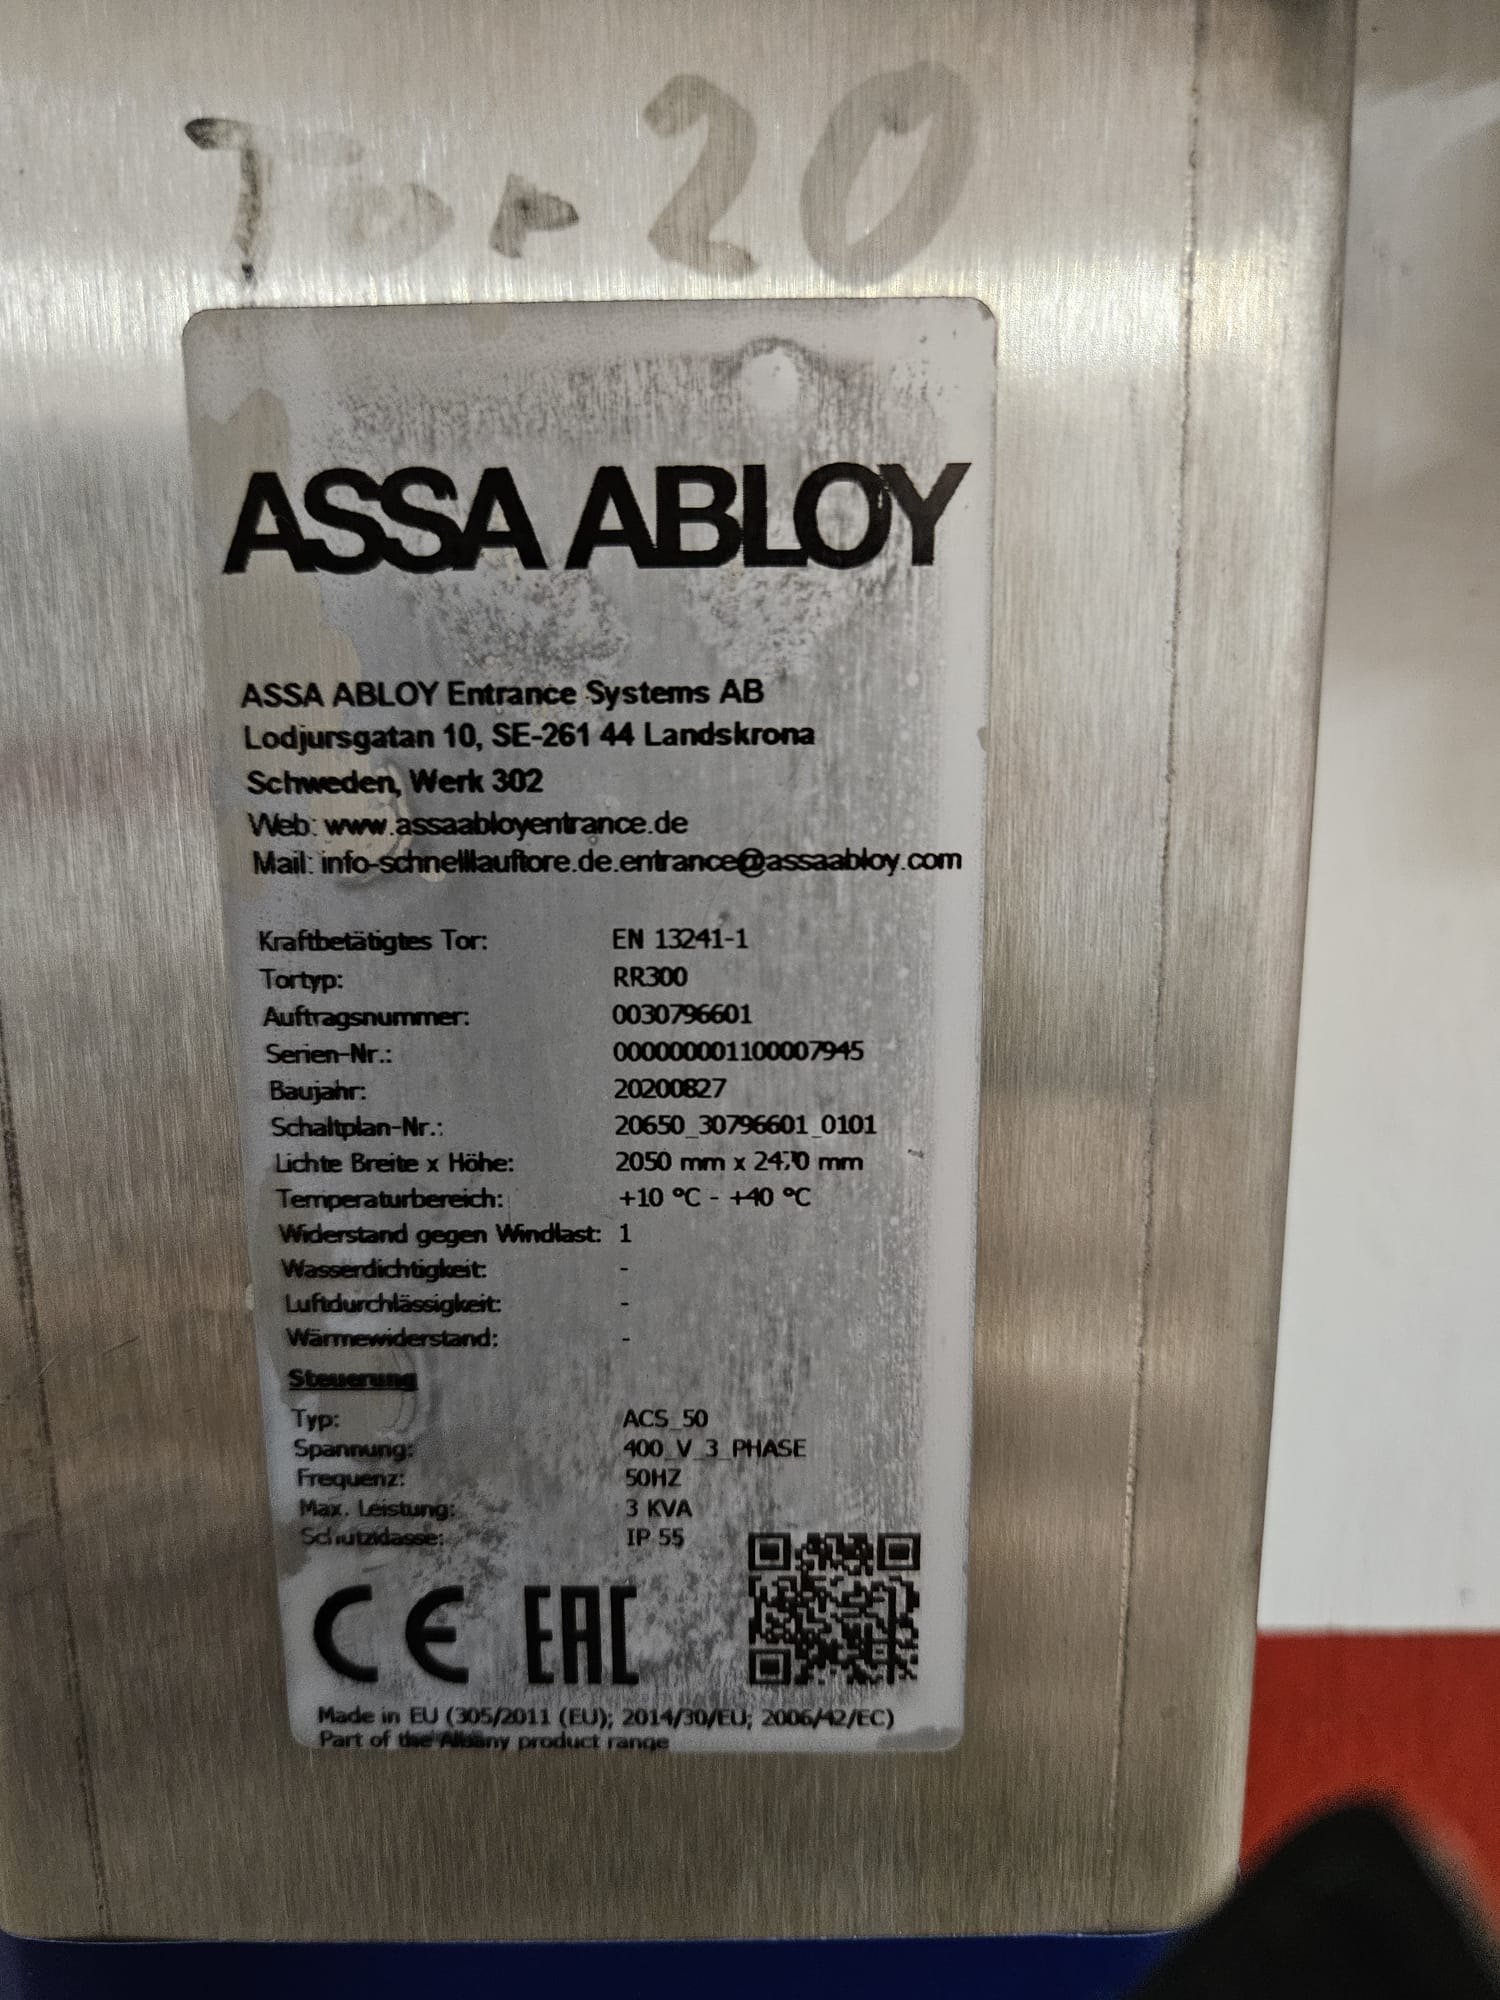 Tor 20
ASSA ABLOY
ASSA ABLOY Entrance Systems AB
Lodjursgatan 10, SE-261 44 Landskrona
Schweden, Werk 302
Web: www.assaabloyentrance.de
Mail: info-schnelllauftore.de.entrance@assaabloy.com
Kraftbetätigtes Tor: EN 13241-1
Tortyp: RR300
Auftragsnummer: 0030796601
Serien-Nr.: 000000001100007945
Baujahr: 20200827
Schaltplan-Nr.: 20650_30796601_0101
Lichte Breite x Höhe: 2050 mm x 2470 mm
Temperaturbereich: +10 °C - +40 °C
Widerstand gegen Windlast: 1
Wasserdichtigkeit: -
Luftdurchlässigkeit: -
Wärmewiderstand: -
Steuerung
Typ: ACS_50
Spannung: 400_V_3_PHASE
Frequenz: 50HZ
Max. Leistung: 3 KVA
Schutzklasse: IP 55
CE EAC
Made in EU (305/2011 (EU); 2014/30/EU; 2006/42/EC)
Part of the Albany product range